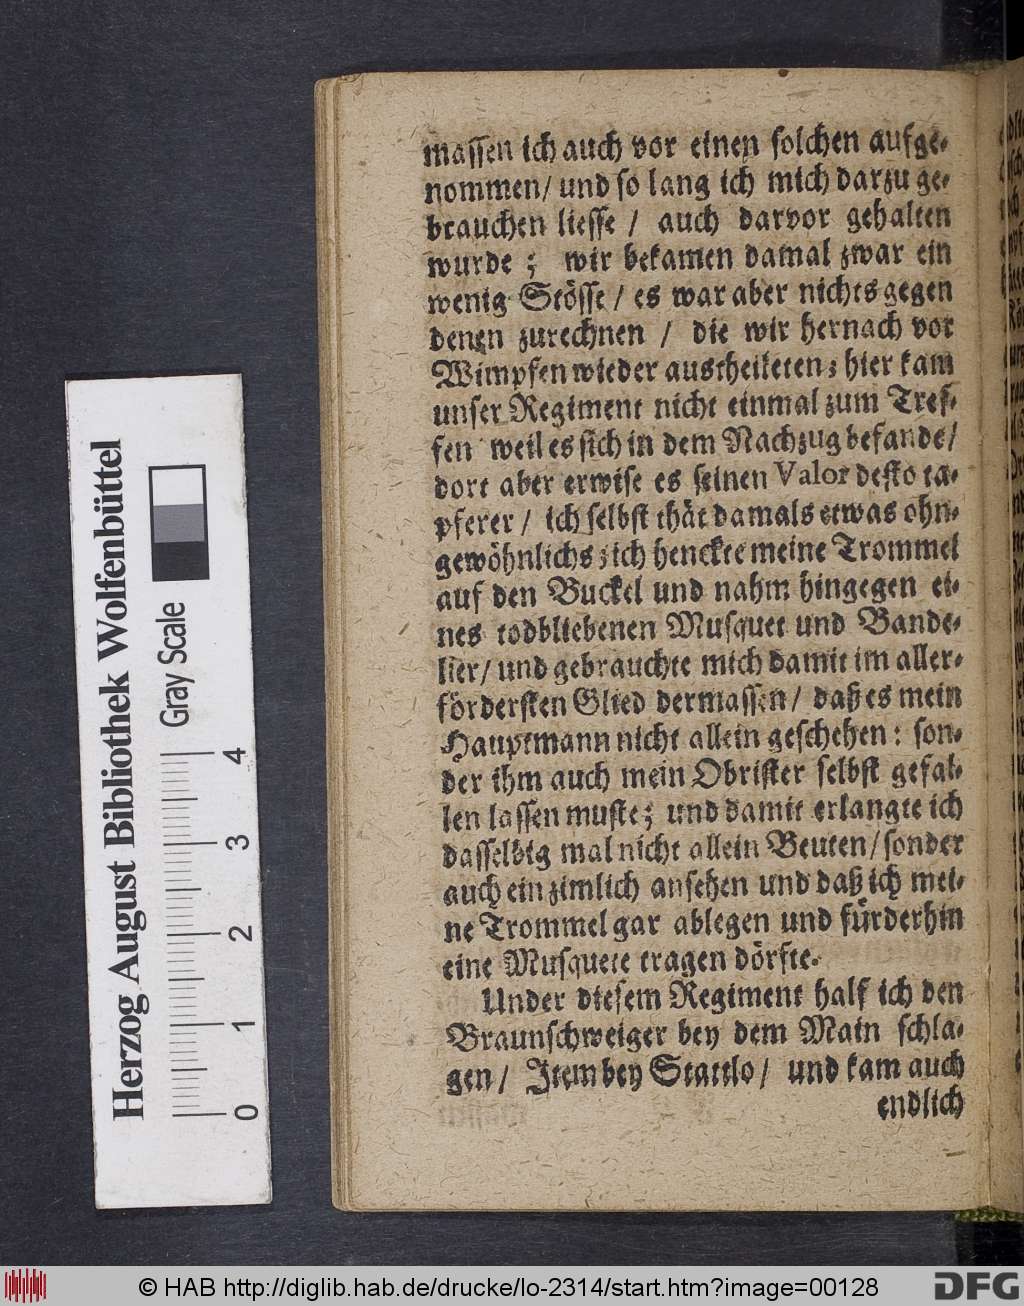 massen ich auch vor einen solchen aufge-
nommen/ und so lang ich mich darzu ge-
brauchen liesse / auch darvor gehalten
wurde; wir bekamen damal zwar ein
wenig Stösse/ es war aber nichts gegen
denen zurechnen / die wir hernach vor
Wimpfen wieder austheileten; hier kam
unser Regiment nicht einmal zum Tref-
fen weil es sich in dem Nachzug befande/
dort aber erwise es seinen Valor desto ta-
pferer/ ich selbst thät damals etwas ohn-
gewöhnlichs; ich henckte meine Trommel
auf den Buckel und nahm hingegen ei-
nes todbliebenen Musquet und Bande-
lier/ und gebrauchte mich damit im aller-
fördersten Glied dermassen/ daß es mein
Hauptmann nicht allein geschehen: son-
der ihm auch mein Obrister selbst gefal-
len lassen muste; und damit erlangte ich
dasselbig mal nicht allein Beuten/ sonder
auch ein zimlich ansehen und daß ich mei-
ne Trommel gar ablegen und fürderhin
eine Musquete tragen dörfte.
Under diesem Regiment half ich den
Braunschweiger bey dem Main schla-
gen/ Item bey Stattlo/ und kam auch
endlich
Herzog August Bibliothek Wolfenbüttel
Gray Scale
0 1 2 3 4
© HAB http://diglib.hab.de/drucke/lo-2314/start.htm?image=00128
DFG